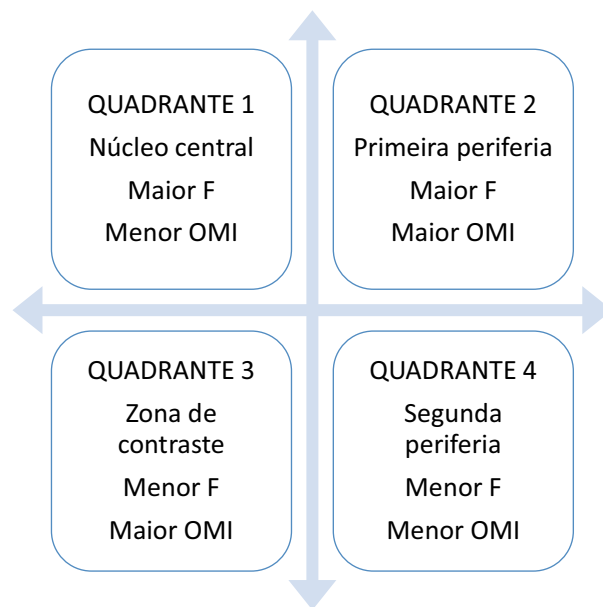 QUADRANTE 1
Núcleo central
Maior F
Menor OMI
QUADRANTE 2
Primeira periferia
Maior F
Maior OMI
QUADRANTE 3
Zona de
contraste
Menor F
Maior OMI
QUADRANTE 4
Segunda
periferia
Menor F
Menor OMI